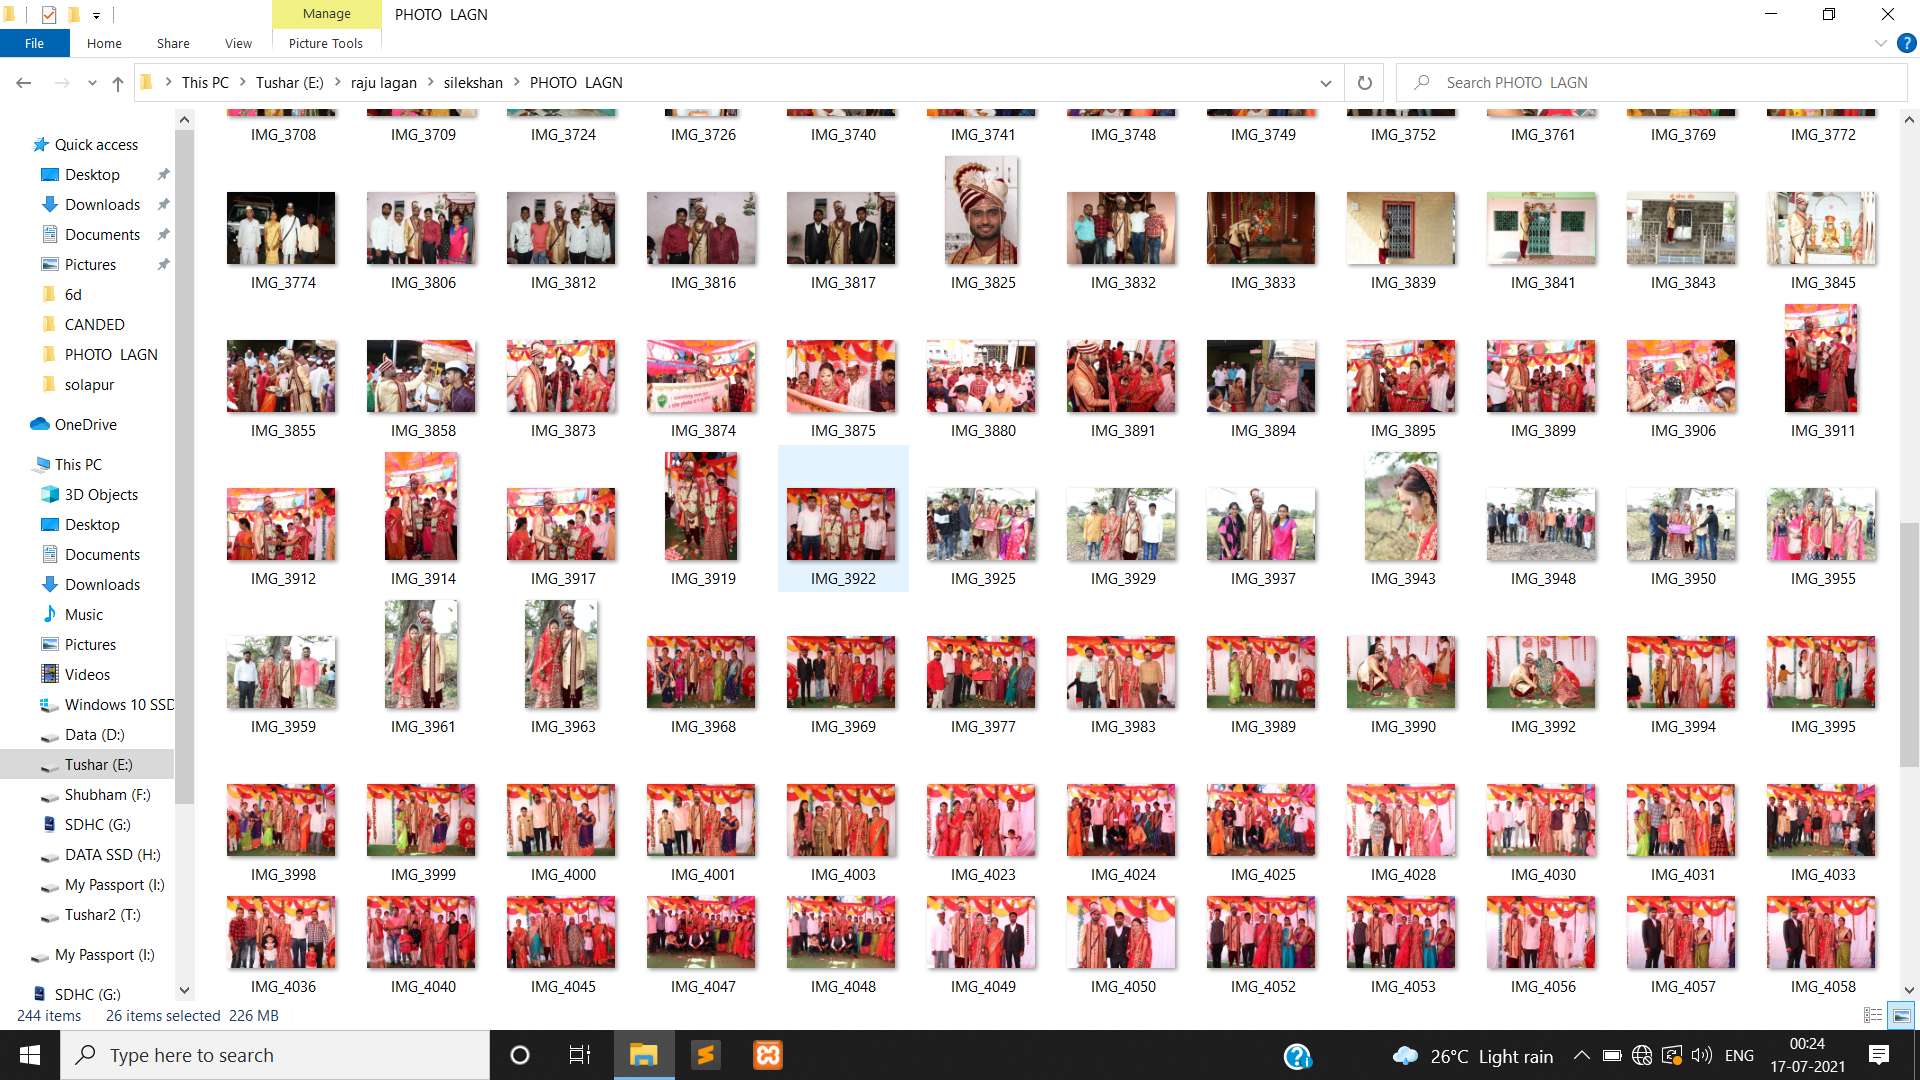 Manage
PHOTO LAGN
File
Home
Share
View
Picture Tools
This PC
Tushar (E:)
raju lagan
silekshan
PHOTO LAGN
Search PHOTO LAGN
Quick access
Desktop
Downloads
Documents
Pictures
6d
CANDED
PHOTO LAGN
solapur
OneDrive
This PC
3D Objects
Desktop
Documents
Downloads
Music
Pictures
Videos
Windows 10 SSD
Data (D:)
Tushar (E:)
Shubham (F:)
SDHC (G:)
DATA SSD (H:)
My Passport (I:)
Tushar2 (T:)
My Passport (I:)
SDHC (G:)
IMG_3708 IMG_3709 IMG_3724 IMG_3726 IMG_3740 IMG_3741 IMG_3748 IMG_3749 IMG_3752 IMG_3761 IMG_3769 IMG_3772
IMG_3774 IMG_3806 IMG_3812 IMG_3816 IMG_3817 IMG_3825 IMG_3832 IMG_3833 IMG_3839 IMG_3841 IMG_3843 IMG_3845
IMG_3855 IMG_3858 IMG_3873 IMG_3874 IMG_3875 IMG_3880 IMG_3891 IMG_3894 IMG_3895 IMG_3899 IMG_3906 IMG_3911
IMG_3912 IMG_3914 IMG_3917 IMG_3919 IMG_3922 IMG_3925 IMG_3929 IMG_3937 IMG_3943 IMG_3948 IMG_3950 IMG_3955
IMG_3959 IMG_3961 IMG_3963 IMG_3968 IMG_3969 IMG_3977 IMG_3983 IMG_3989 IMG_3990 IMG_3992 IMG_3994 IMG_3995
IMG_3998 IMG_3999 IMG_4000 IMG_4001 IMG_4003 IMG_4023 IMG_4024 IMG_4025 IMG_4028 IMG_4030 IMG_4031 IMG_4033
IMG_4036 IMG_4040 IMG_4045 IMG_4047 IMG_4048 IMG_4049 IMG_4050 IMG_4052 IMG_4053 IMG_4056 IMG_4057 IMG_4058
244 items 26 items selected 226 MB
Type here to search
26°C Light rain
ENG
00:24
17-07-2021